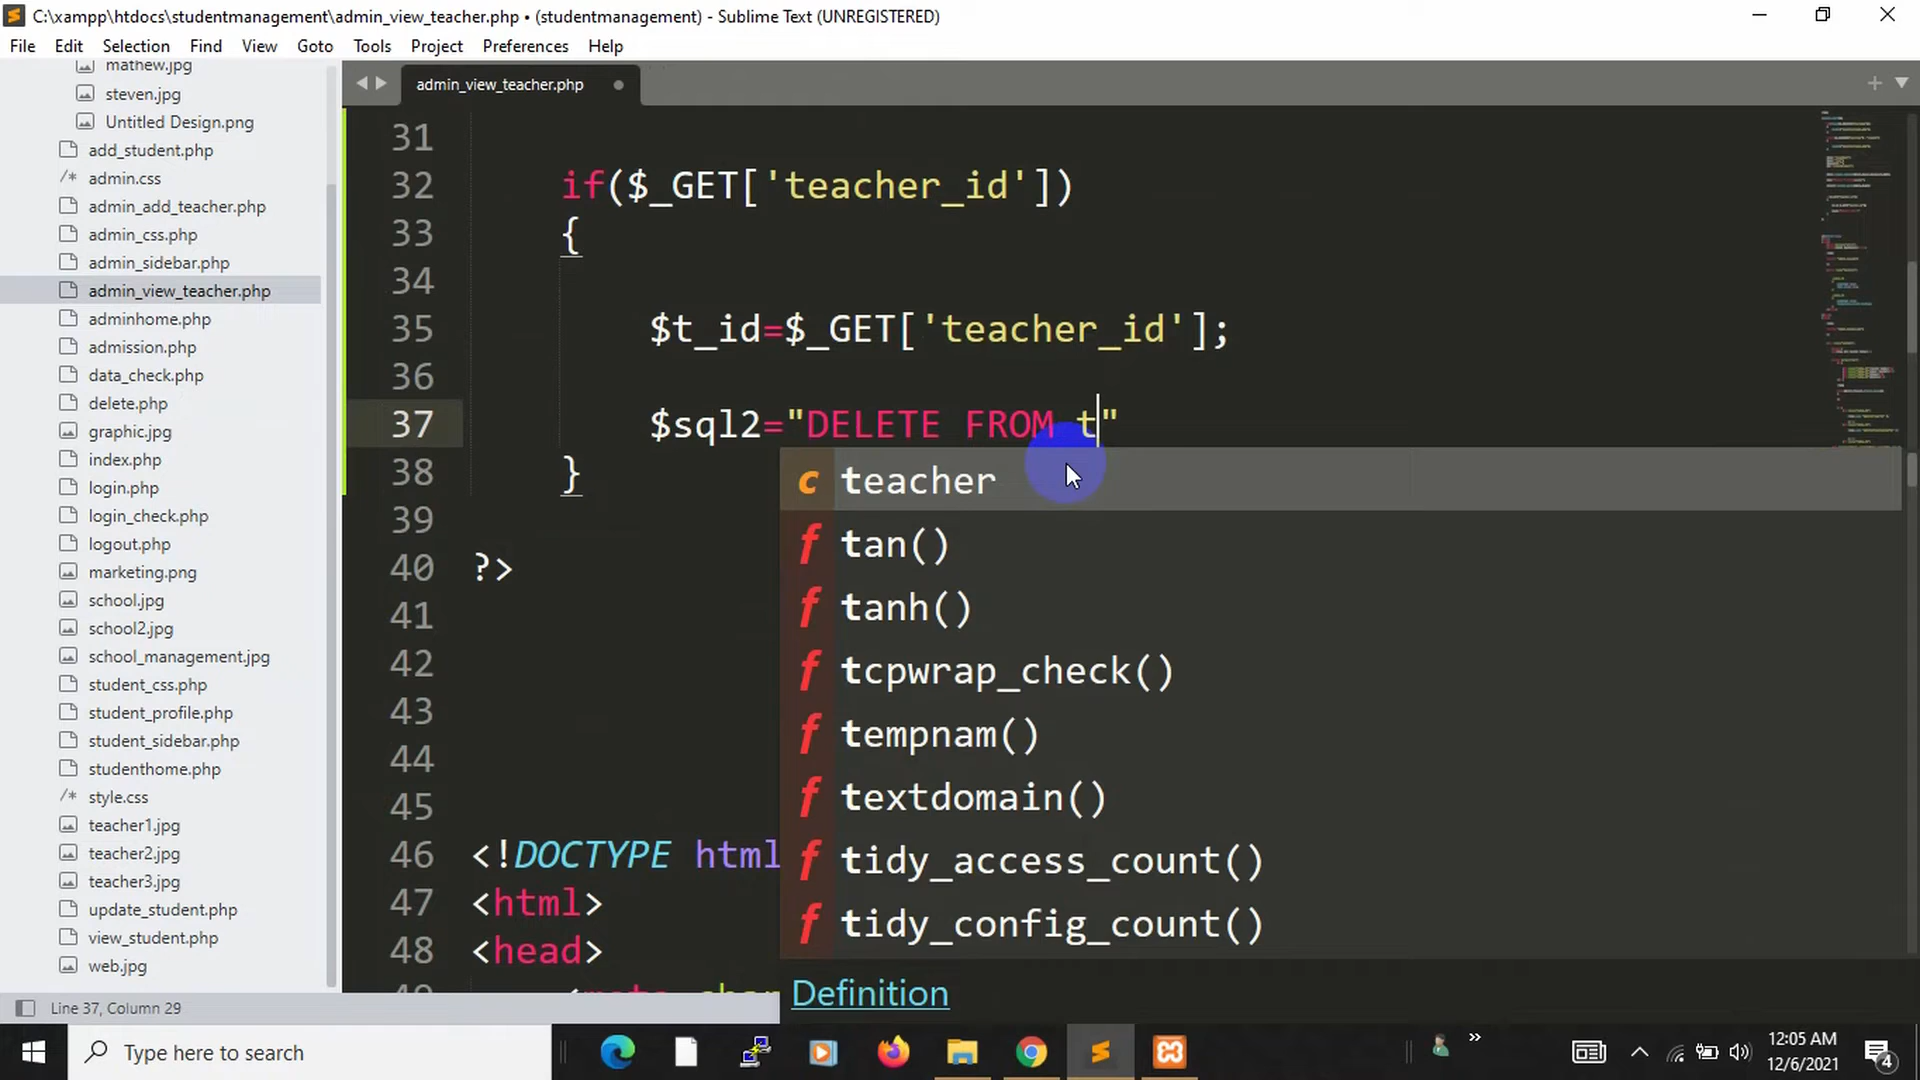 C:\xampp\htdocs\studentmanagement\admin_view_teacher.php • (studentmanagement) - Sublime Text (UNREGISTERED)
File Edit Selection Find View Goto Tools Project Preferences Help
mathew.jpg
steven.jpg
Untitled Design.png
add_student.php
/* admin.css
admin_add_teacher.php
admin_css.php
admin_sidebar.php
admin_view_teacher.php
adminhome.php
admission.php
data_check.php
delete.php
graphic.jpg
index.php
login.php
login_check.php
logout.php
marketing.png
school.jpg
school2.jpg
school_management.jpg
student_css.php
student_profile.php
student_sidebar.php
studenthome.php
/* style.css
teacher1.jpg
teacher2.jpg
teacher3.jpg
update_student.php
view_student.php
web.jpg
admin_view_teacher.php
31
32 if($_GET['teacher_id'])
33 {
34
35 $t_id=$_GET['teacher_id'];
36
37 $sql2="DELETE FROM t"
38 }
39
40 ?>
41
42
43
44
45
46 <!DOCTYPE html
47 <html>
48 <head>
c teacher
f tan()
f tanh()
f tcpwrap_check()
f tempnam()
f textdomain()
f tidy_access_count()
f tidy_config_count()
Definition
Line 37, Column 29
Type here to search
12:05 AM
12/6/2021
4